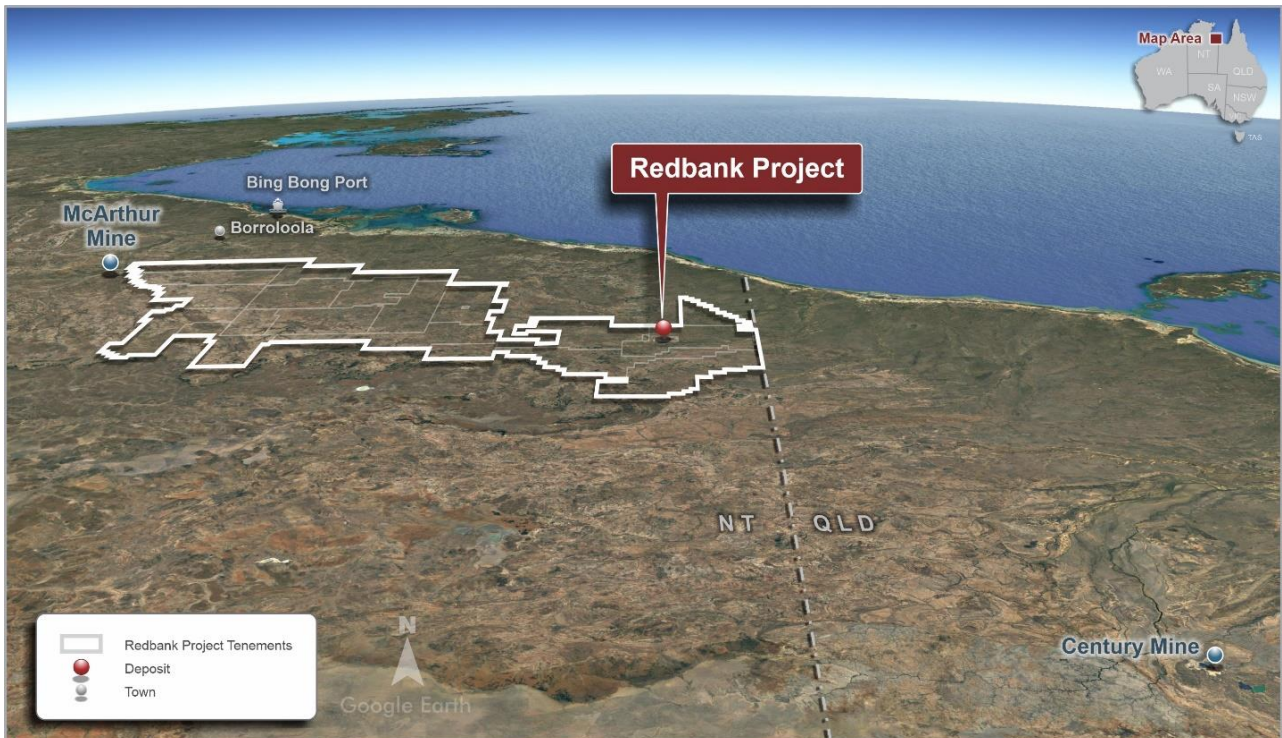 Map Area
NT
WA
QLD
SA
NSW
TAS
Redbank Project
Bing Bong Port
McArthur
Mine
Borroloola
NT QLD
Century Mine
Redbank Project Tenements
Deposit
Town
N
Google Earth